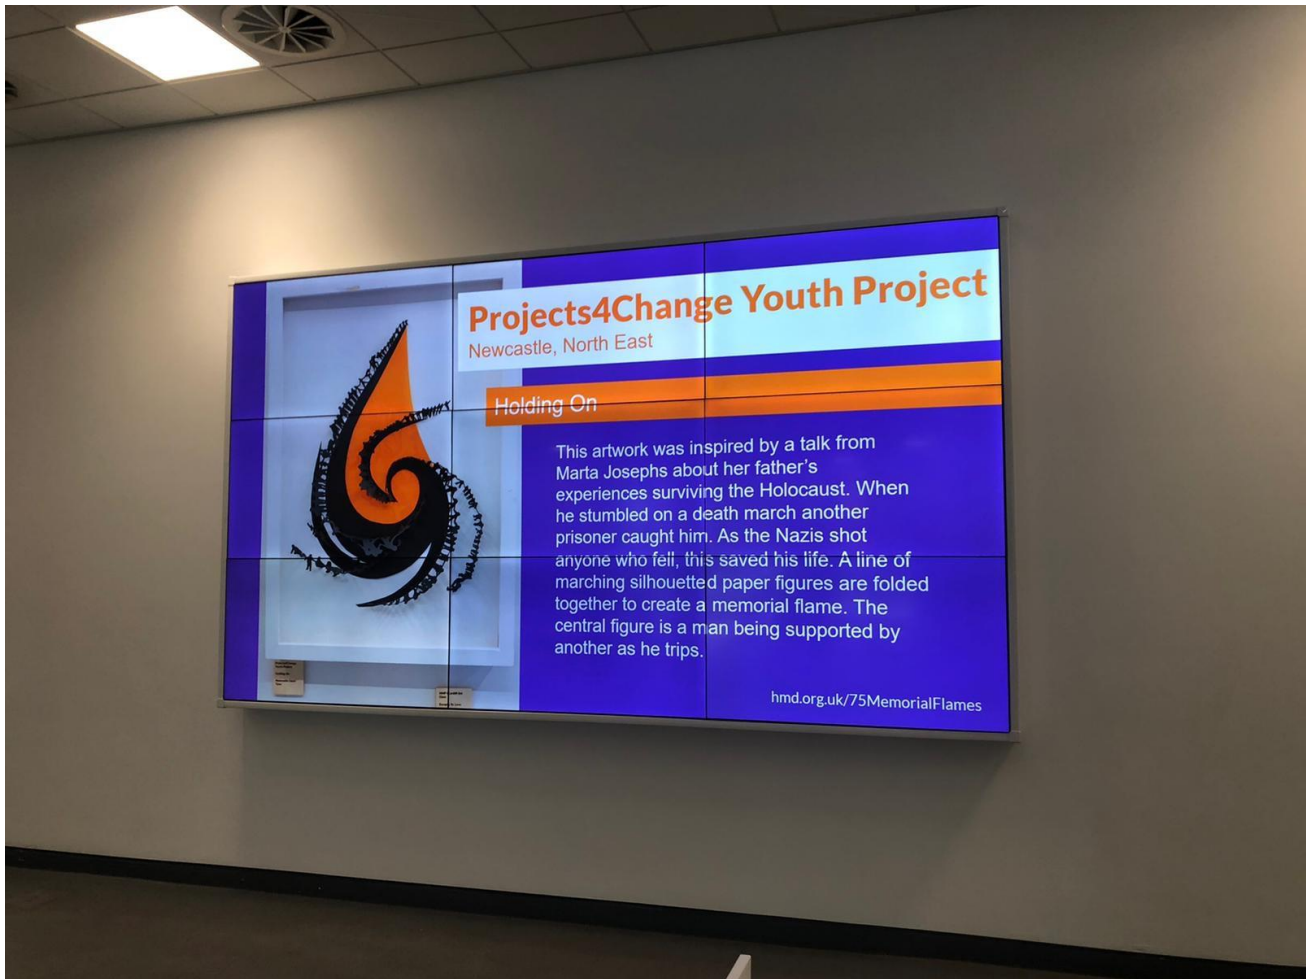 Projects4Change Youth Project
Newcastle, North East
Holding On
This artwork was inspired by a talk from
Marta Josephs about her father's
experiences surviving the Holocaust. When
he stumbled on a death march another
prisoner caught him. As the Nazis shot
anyone who fell, this saved his life. A line of
marching silhouetted paper figures are folded
together to create a memorial flame. The
central figure is a man being supported by
another as he trips.
hmd.org.uk/75MemorialFlames